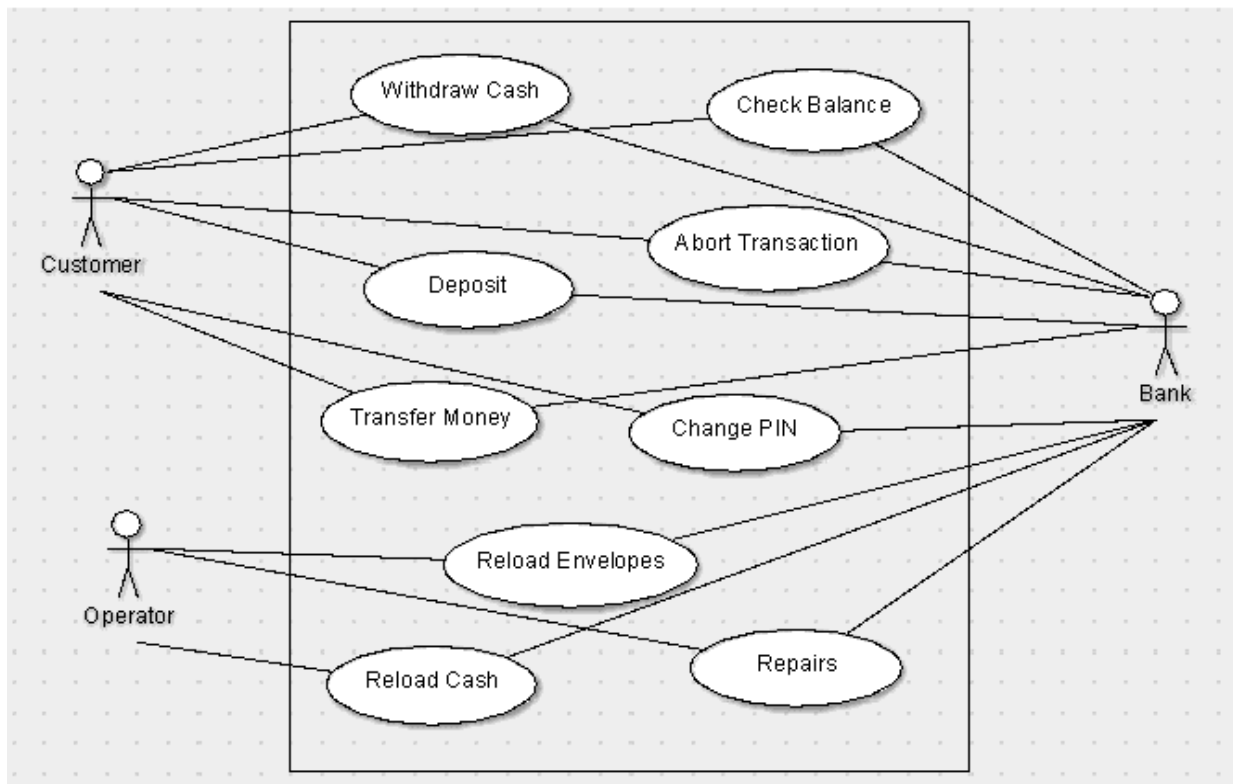 Withdraw Cash
Check Balance
Customer
Abort Transaction
Deposit
Bank
Transfer Money
Change PIN
Reload Envelopes
Operator
Repairs
Reload Cash